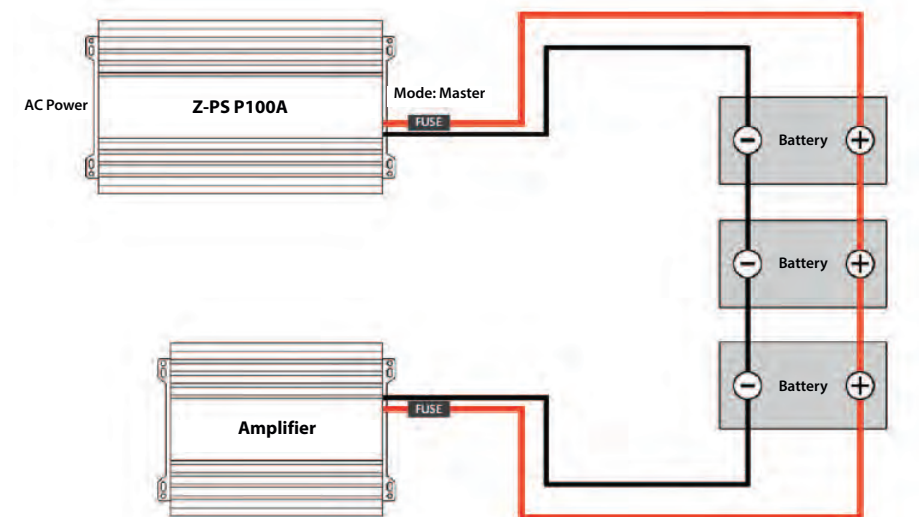 AC Power
Z-PS P100A
Mode: Master
FUSE
Battery
Battery
Battery
FUSE
Amplifier